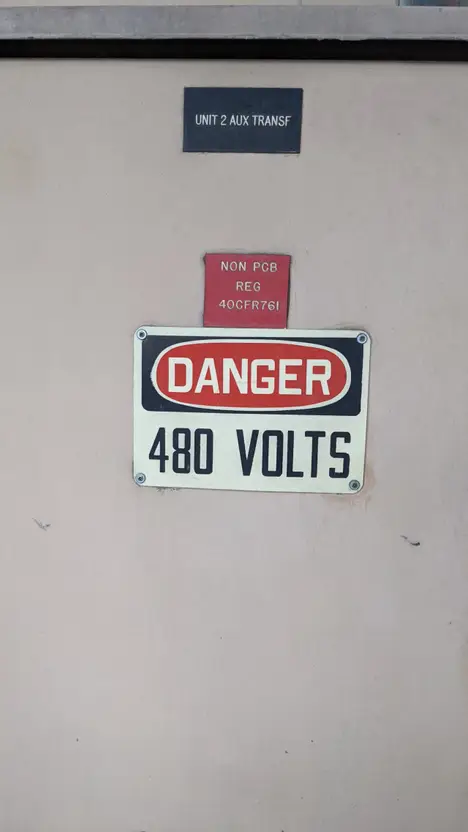 UNIT 2 AUX TRANSF
NON PCB
REG
40CFR761
DANGER
480 VOLTS